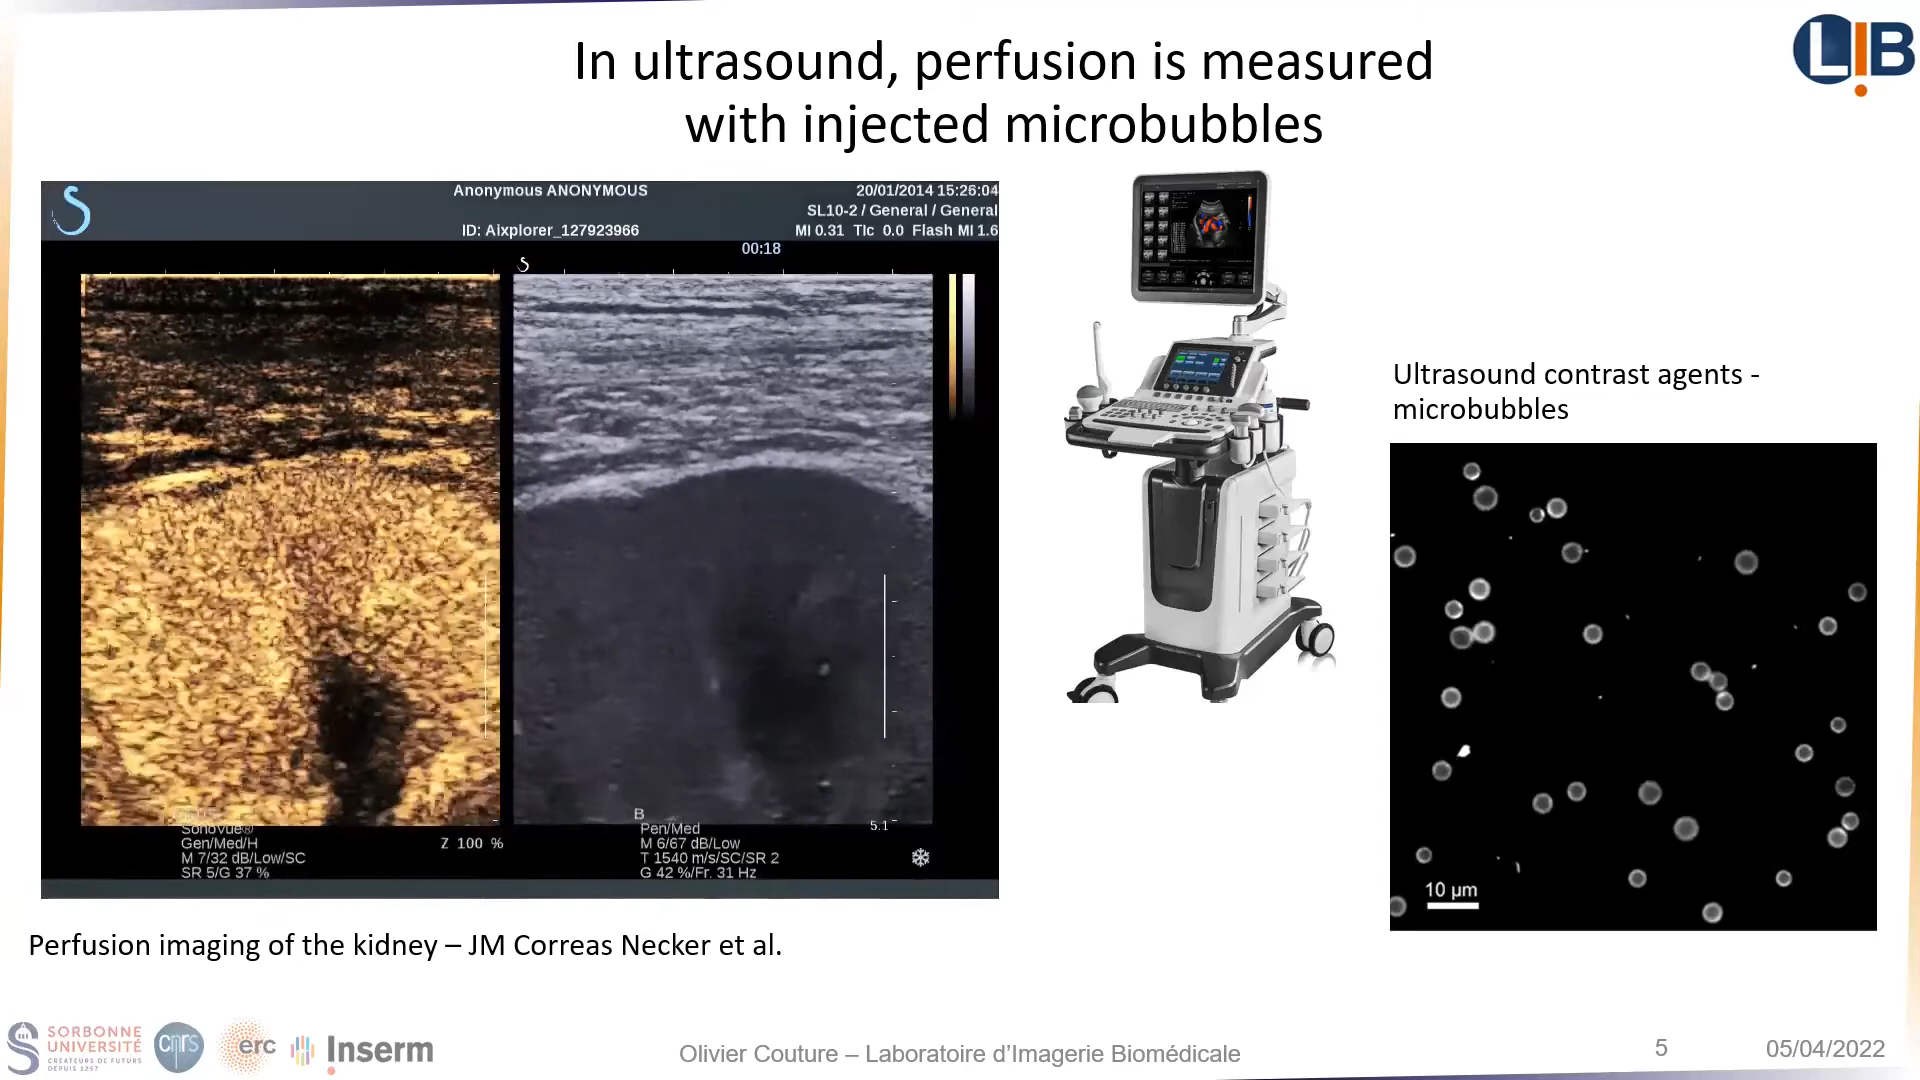 In ultrasound, perfusion is measured
with injected microbubbles
LIB
Anonymous ANONYMOUS
20/01/2014 15:26:04
SL10-2 / General / General
ID: Aixplorer_127923966
MI 0.31 TIc 0.0 Flash MI 1.6
00:18
SonoVue®
Gen/Med/H
M 7/32 dB/Low/SC
SR 5/G 37 %
Z 100 %
B
Pen/Med
M 6/67 dB/Low
T 1540 m/s/SC/SR 2
G 42 %/Fr. 31 Hz
5.1
Ultrasound contrast agents -
microbubbles
10 µm
Perfusion imaging of the kidney – JM Correas Necker et al.
SORBONNE
UNIVERSITÉ
CRÉATEURS DE FUTURS
DEPUIS 1257
cnrs
erc
Inserm
Olivier Couture – Laboratoire d'Imagerie Biomédicale
5
05/04/2022